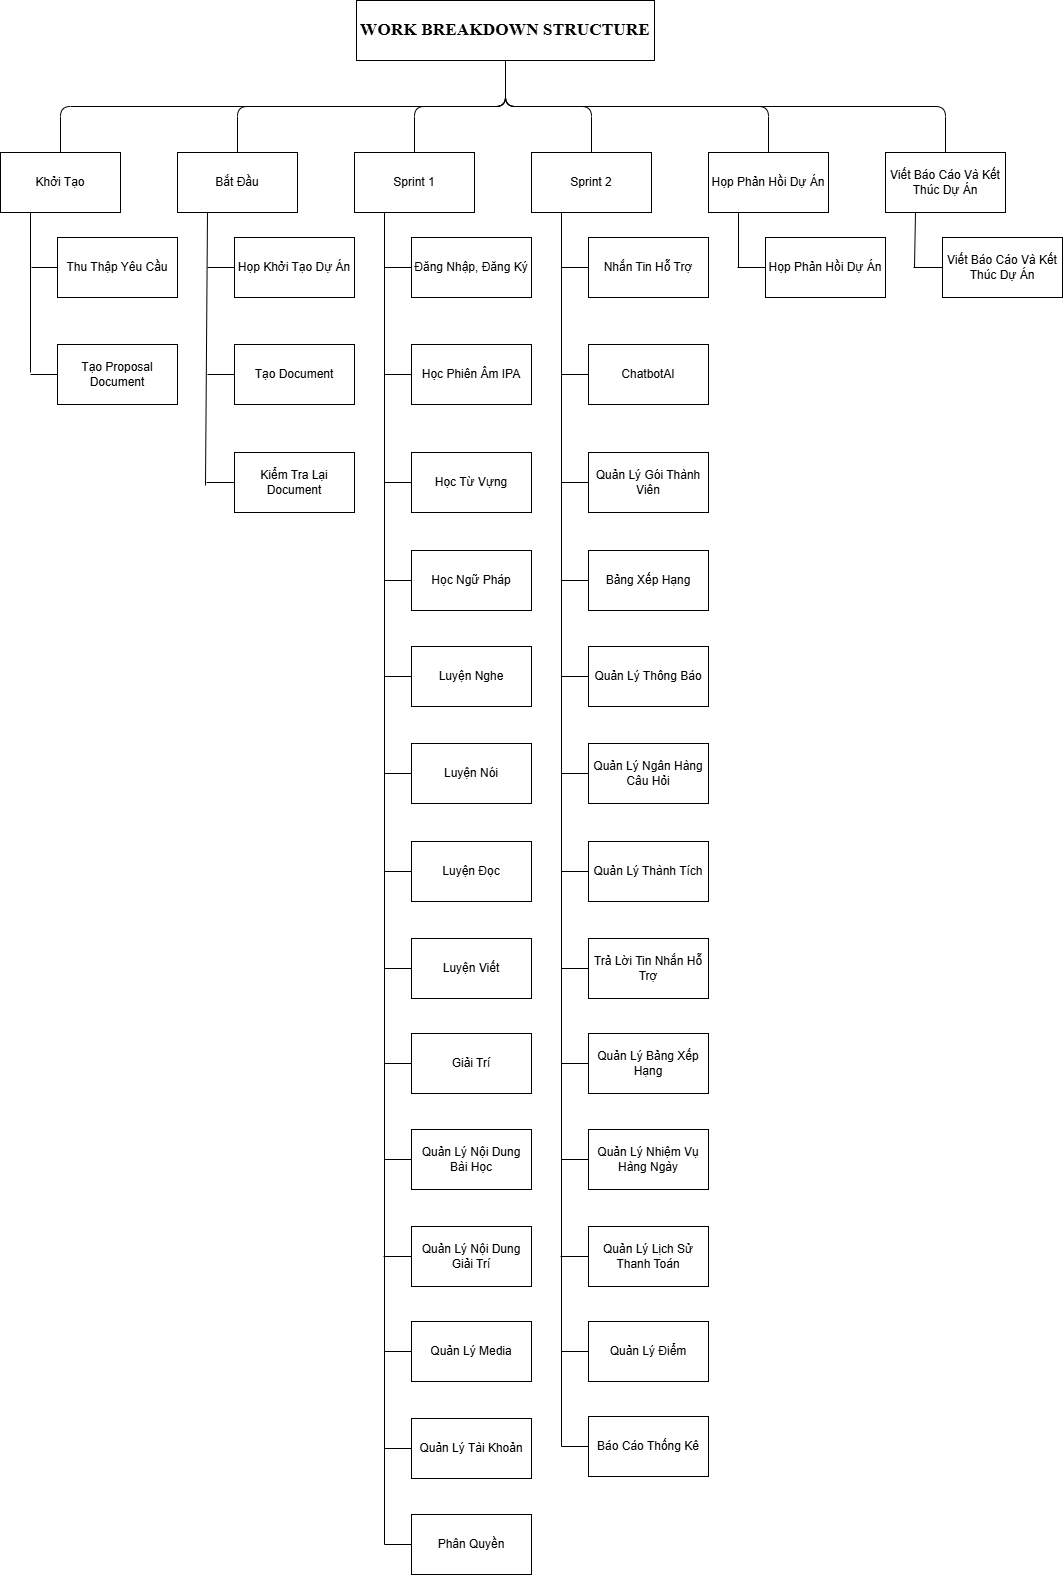 WORK BREAKDOWN STRUCTURE
Khởi Tạo
Bắt Đầu
Sprint 1
Sprint 2
Họp Phản Hồi Dự Án
Viết Báo Cáo Và Kết
Thúc Dự Án
Thu Thập Yêu Cầu
Tạo Proposal
Document
Họp Khởi Tạo Dự Án
Tạo Document
Kiểm Tra Lại
Document
Đăng Nhập, Đăng Ký
Học Phiên Âm IPA
Học Từ Vựng
Học Ngữ Pháp
Luyện Nghe
Luyện Nói
Luyện Đọc
Luyện Viết
Giải Trí
Quản Lý Nội Dung
Bài Học
Quản Lý Nội Dung
Giải Trí
Quản Lý Media
Quản Lý Tài Khoản
Phân Quyền
Nhắn Tin Hỗ Trợ
ChatbotAI
Quản Lý Gói Thành
Viên
Bảng Xếp Hạng
Quản Lý Thông Báo
Quản Lý Ngân Hàng
Câu Hỏi
Quản Lý Thành Tích
Trả Lời Tin Nhắn Hỗ
Trợ
Quản Lý Bảng Xếp
Hạng
Quản Lý Nhiệm Vụ
Hàng Ngày
Quản Lý Lịch Sử
Thanh Toán
Quản Lý Điểm
Báo Cáo Thống Kê
Họp Phản Hồi Dự Án
Viết Báo Cáo Và Kết
Thúc Dự Án